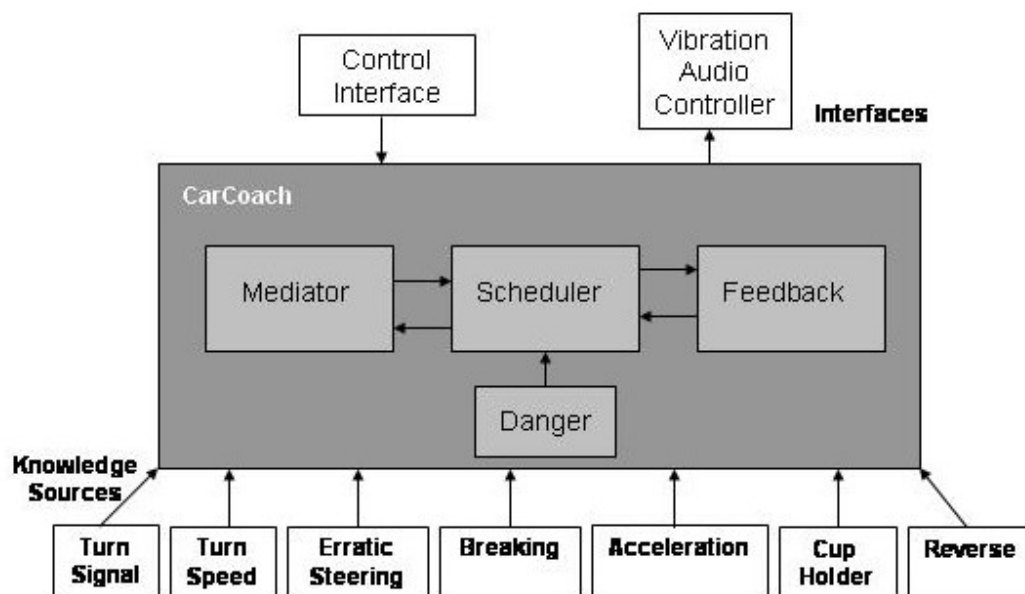 Control
Interface
Vibration
Audio
Controller
Interfaces
CarCoach
Mediator
Scheduler
Feedback
Danger
Knowledge
Sources
Turn
Signal
Turn
Speed
Erratic
Steering
Breaking
Acceleration
Cup
Holder
Reverse